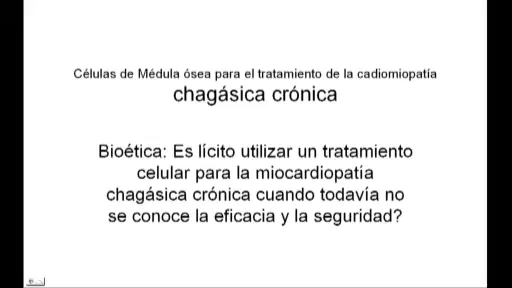 Células de Médula ósea para el tratamiento de la cadiomiopatía
chagásica crónica
Bioética: Es lícito utilizar un tratamiento
celular para la miocardiopatía
chagásica crónica cuando todavía no
se conoce la eficacia y la seguridad?